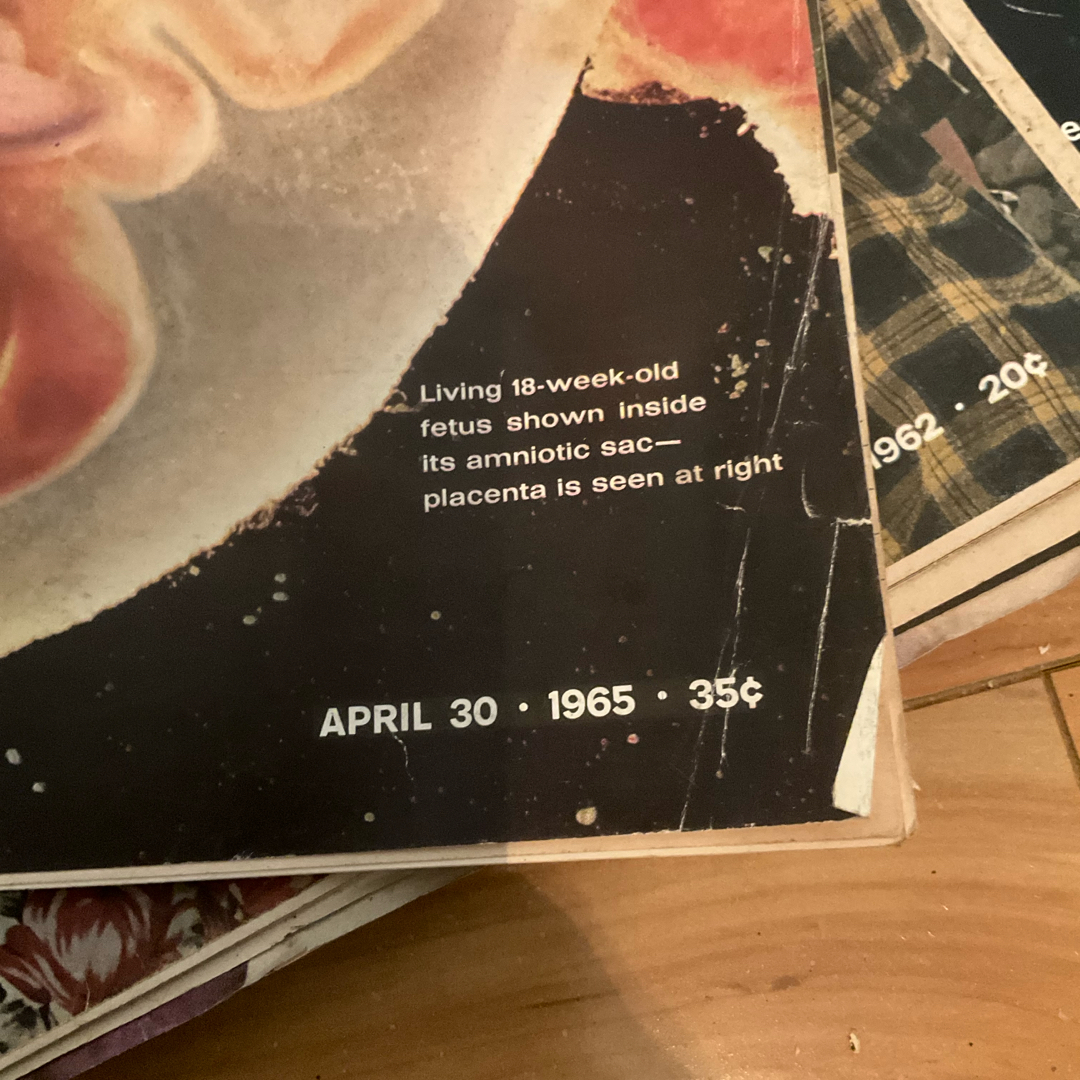 Living 18-week-old
fetus shown inside
its amniotic sac—
placenta is seen at right
APRIL 30 • 1965 • 35¢
1962 • 20¢